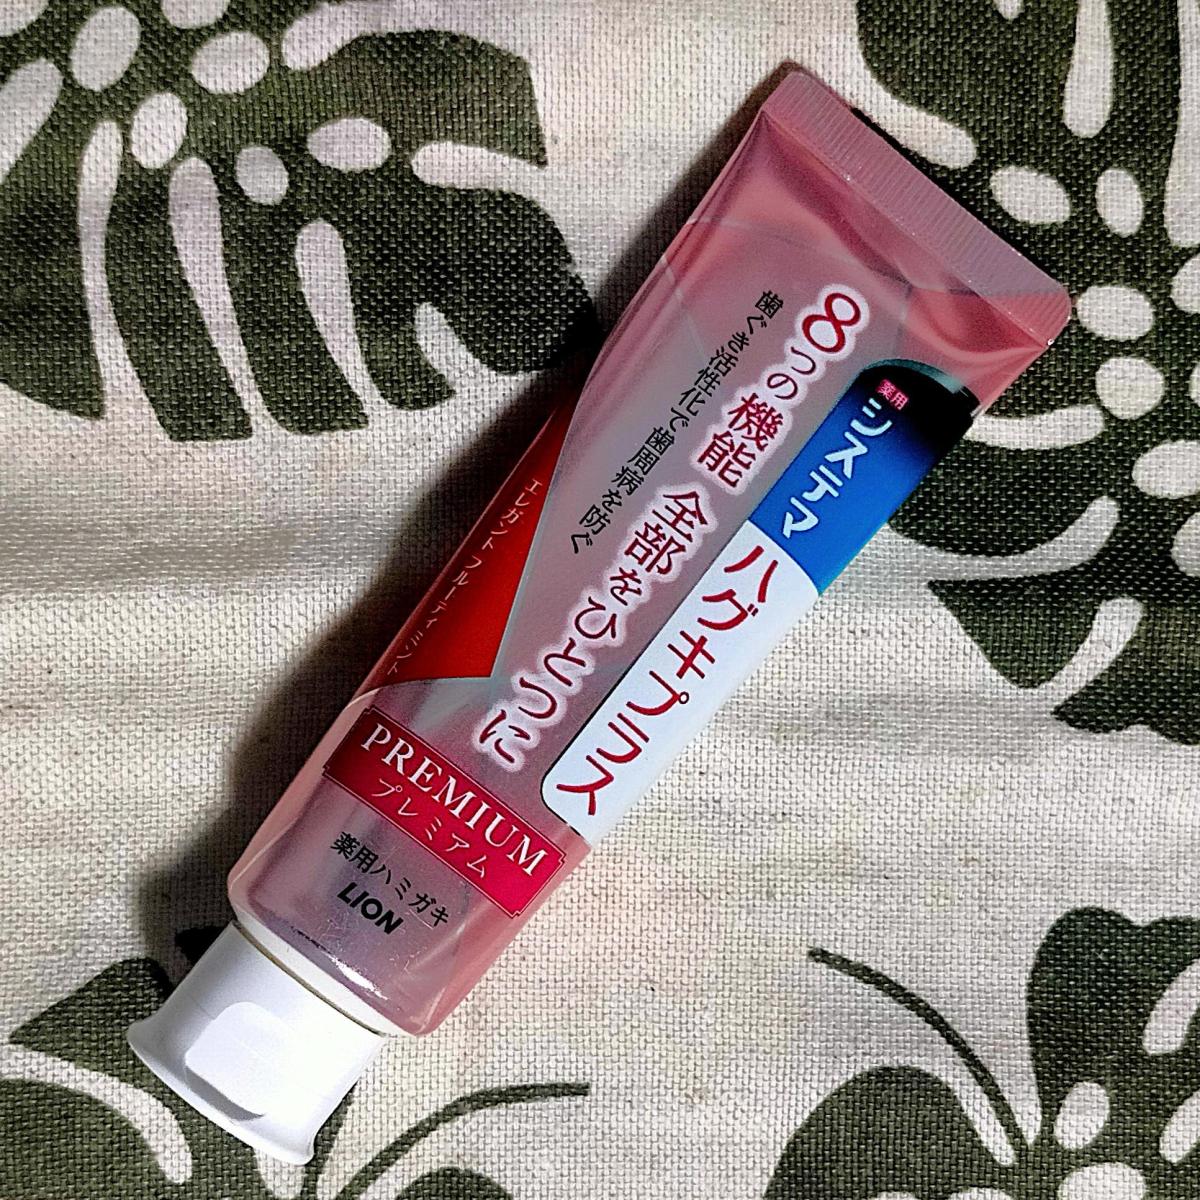 薬用
システマ
ハグキプラス
8つの機能 全部をひとつに
歯ぐき活性化で歯周病を防ぐ
エレガントフルーティミント
PREMIUM
プレミアム
薬用ハミガキ
LION